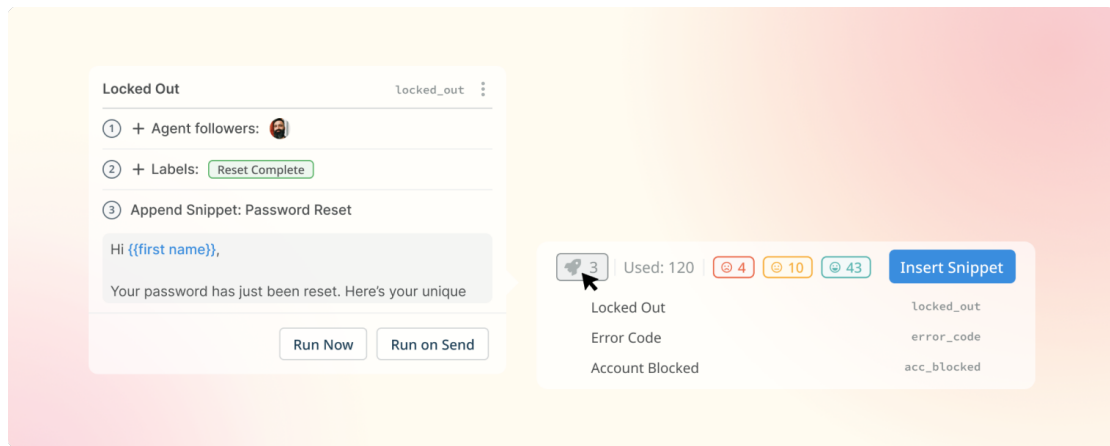 Locked Out locked_out
1 + Agent followers:
2 + Labels: Reset Complete
3 Append Snippet: Password Reset
Hi {{first name}},
Your password has just been reset. Here’s your unique
Run Now Run on Send
3 Used: 120 4 10 43 Insert Snippet
Locked Out locked_out
Error Code error_code
Account Blocked acc_blocked